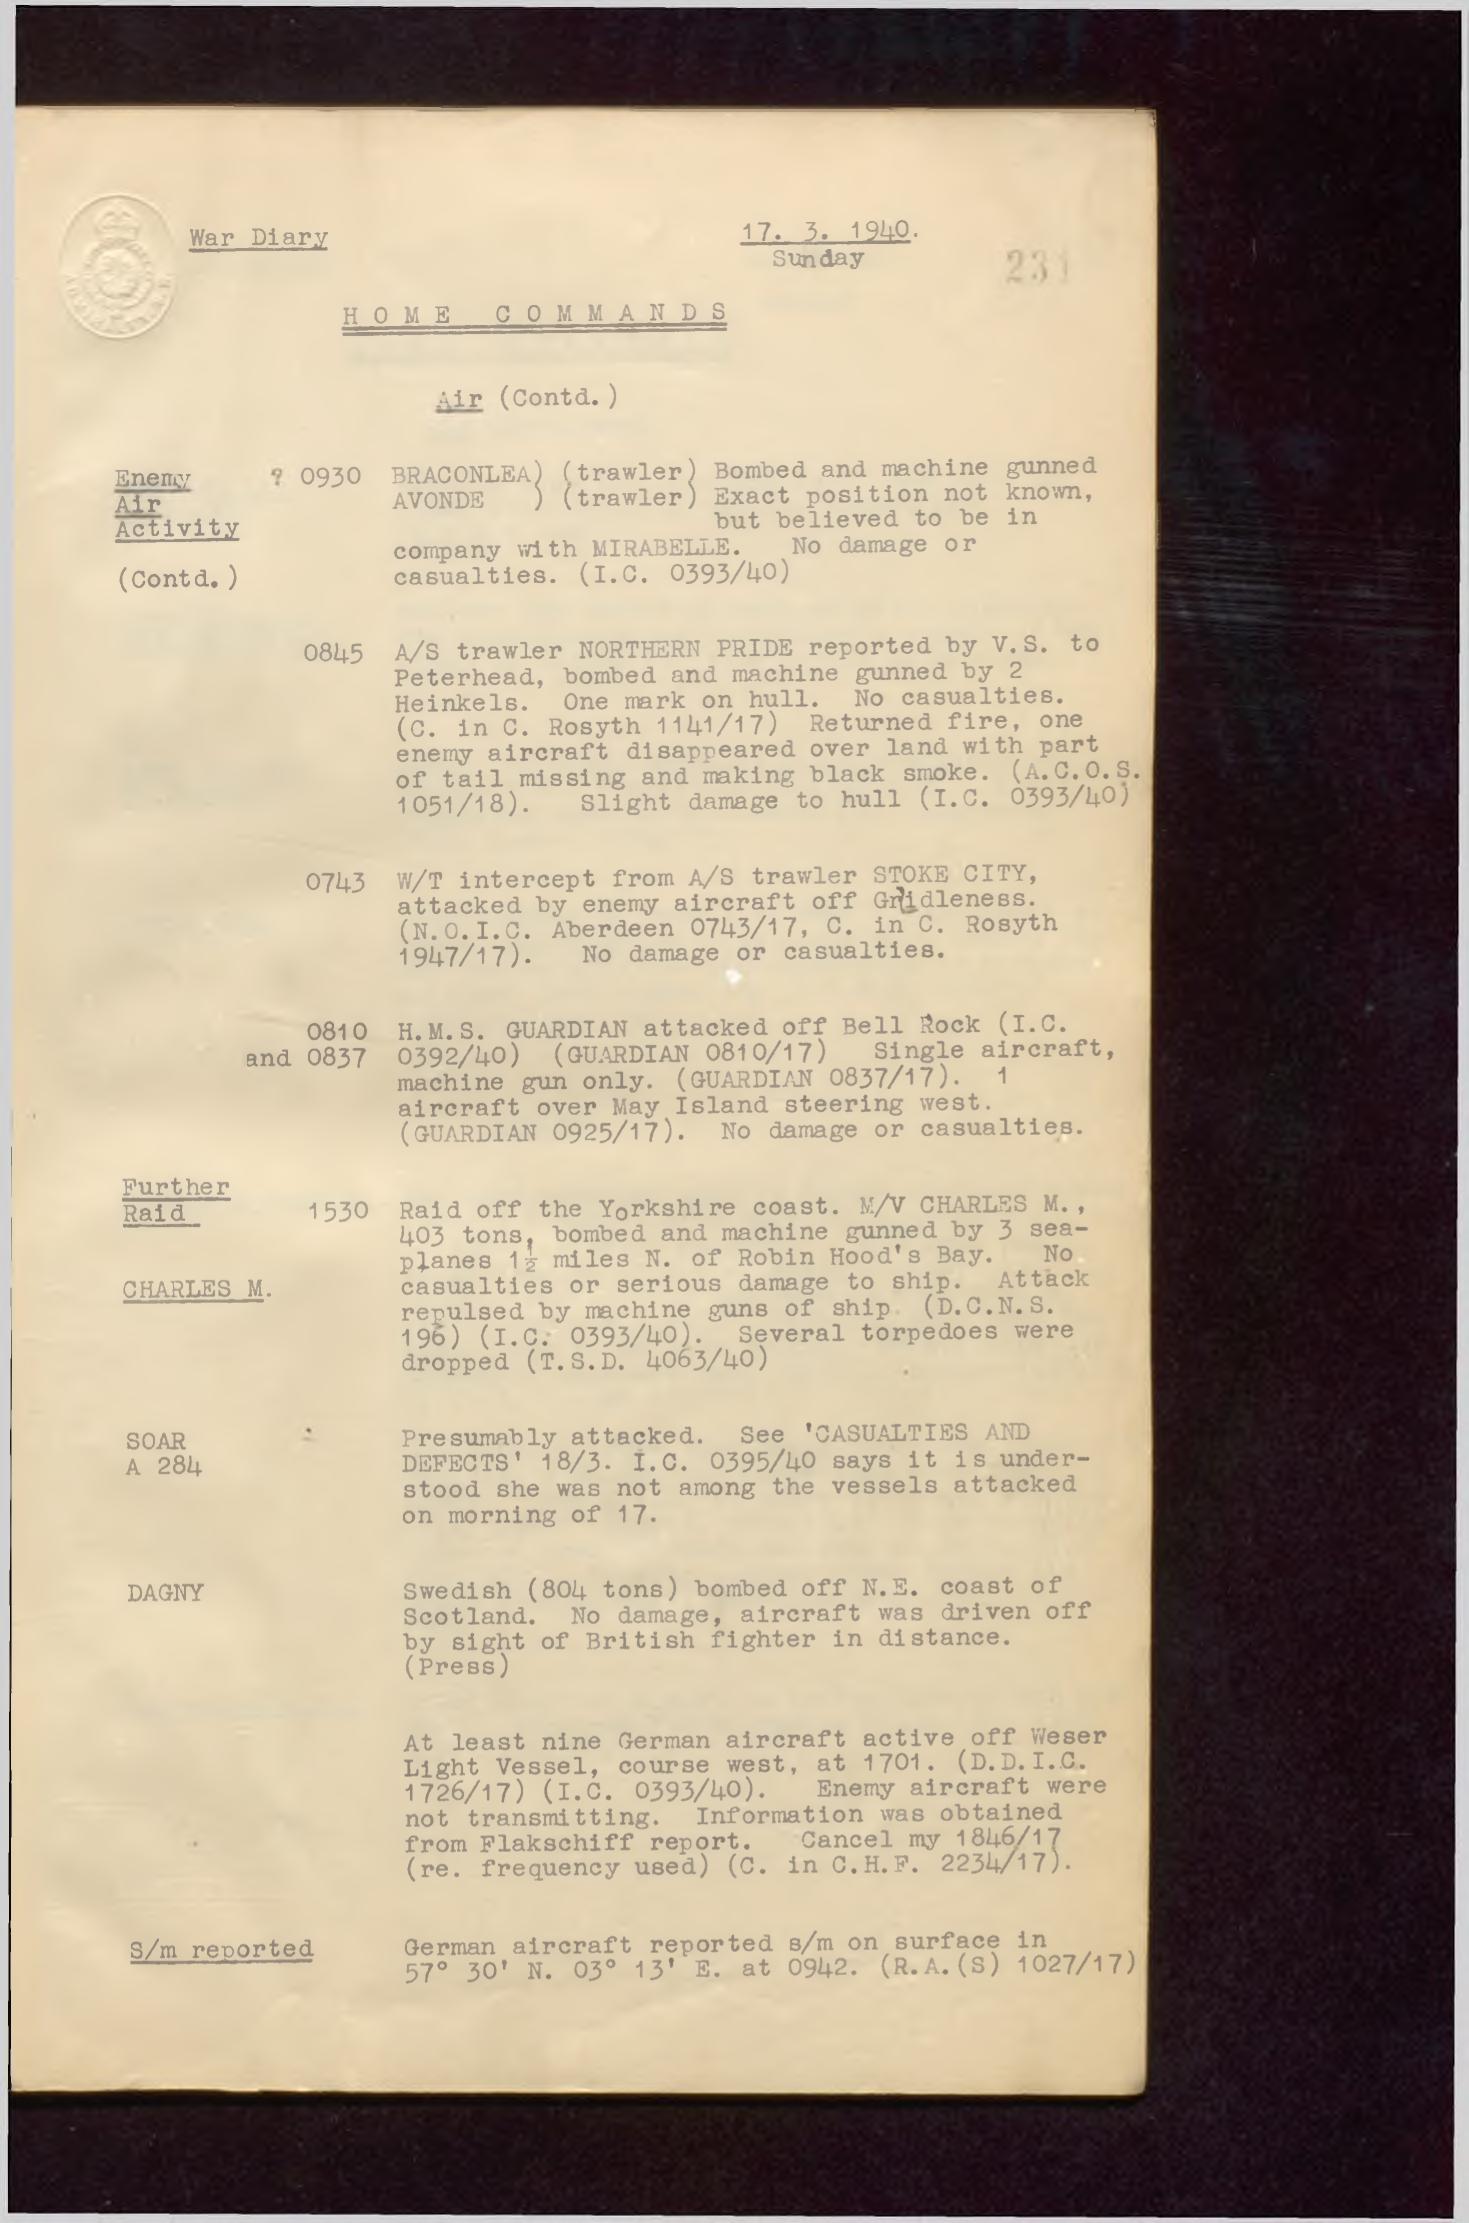 War Diary
17. 3. 1940.
Sunday
231
HOME COMMANDS
Air (Contd.)
Enemy
Air
Activity
(Contd.)
? 0930 BRACONLEA) (trawler) Bombed and machine gunned
AVONDE ) (trawler) Exact position not known,
but believed to be in
company with MIRABELLE. No damage or
casualties. (I.C. 0393/40)
0845 A/S trawler NORTHERN PRIDE reported by V.S. to
Peterhead, bombed and machine gunned by 2
Heinkels. One mark on hull. No casualties.
(C. in C. Rosyth 1141/17) Returned fire, one
enemy aircraft disappeared over land with part
of tail missing and making black smoke. (A.C.O.S.
1051/18). Slight damage to hull (I.C. 0393/40)
0743 W/T intercept from A/S trawler STOKE CITY,
attacked by enemy aircraft off Girdleness.
(N.O.I.C. Aberdeen 0743/17, C. in C. Rosyth
1947/17). No damage or casualties.
0810 H.M.S. GUARDIAN attacked off Bell Rock (I.C.
and 0837 0392/40) (GUARDIAN 0810/17) Single aircraft,
machine gun only. (GUARDIAN 0837/17). 1
aircraft over May Island steering west.
(GUARDIAN 0925/17). No damage or casualties.
Further
Raid 1530 Raid off the Yorkshire coast. M/V CHARLES M.,
403 tons, bombed and machine gunned by 3 sea-
planes 1½ miles N. of Robin Hood's Bay. No
CHARLES M. casualties or serious damage to ship. Attack
repulsed by machine guns of ship. (D.C.N.S.
196) (I.C. 0393/40). Several torpedoes were
dropped (T.S.D. 4063/40)
SOAR Presumably attacked. See 'CASUALTIES AND
A 284 DEFECTS' 18/3. I.C. 0395/40 says it is under-
stood she was not among the vessels attacked
on morning of 17.
DAGNY Swedish (804 tons) bombed off N.E. coast of
Scotland. No damage, aircraft was driven off
by sight of British fighter in distance.
(Press)
At least nine German aircraft active off Weser
Light Vessel, course west, at 1701. (D.D.I.C.
1726/17) (I.C. 0393/40). Enemy aircraft were
not transmitting. Information was obtained
from Flakschiff report. Cancel my 1846/17
(re. frequency used) (C. in C.H.F. 2234/17).
S/m reported German aircraft reported s/m on surface in
57° 30' N. 03° 13' E. at 0942. (R.A.(S) 1027/17)